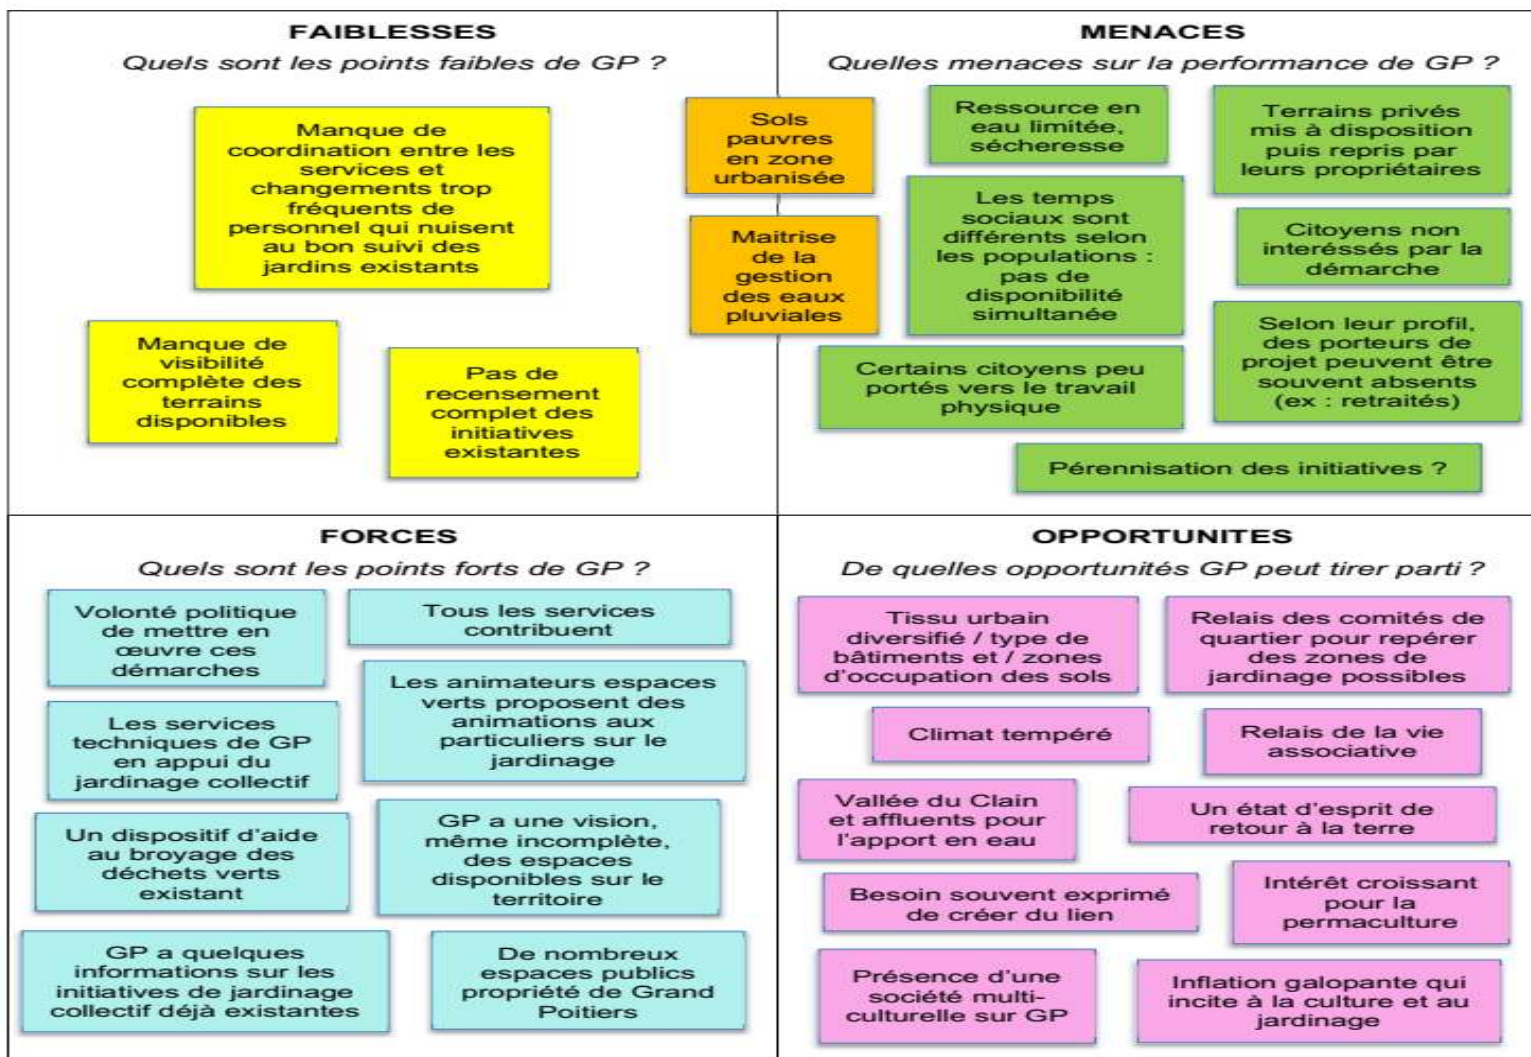 FAIBLESSES
Quels sont les points faibles de GP ?
Manque de
coordination entre les
services et
changements trop
fréquents de
personnel qui nuisent
au bon suivi des
jardins existants
Manque de
visibilité
complète des
terrains
disponibles
Pas de
recensement
complet des
initiatives
existantes
Sols
pauvres
en zone
urbanisée
Maitrise
de la
gestion
des eaux
pluviales
MENACES
Quelles menaces sur la performance de GP ?
Ressource en
eau limitée,
sécheresse
Terrains privés
mis à disposition
puis repris par
leurs propriétaires
Les temps
sociaux sont
différents selon
les populations :
pas de
disponibilité
simultanée
Citoyens non
interéssés par la
démarche
Certains citoyens peu
portés vers le travail
physique
Selon leur profil,
des porteurs de
projet peuvent être
souvent absents
(ex : retraités)
Pérennisation des initiatives ?
FORCES
Quels sont les points forts de GP ?
Volonté politique
de mettre en
œuvre ces
démarches
Tous les services
contribuent
Les services
techniques de GP
en appui du
jardinage collectif
Les animateurs espaces
verts proposent des
animations aux
particuliers sur le
jardinage
Un dispositif d'aide
au broyage des
déchets verts
existant
GP a une vision,
même incomplète,
des espaces
disponibles sur le
territoire
GP a quelques
informations sur les
initiatives de jardinage
collectif déjà existantes
De nombreux
espaces publics
propriété de Grand
Poitiers
OPPORTUNITES
De quelles opportunités GP peut tirer parti ?
Tissu urbain
diversifié / type de
bâtiments et / zones
d'occupation des sols
Relais des comités de
quartier pour repérer
des zones de
jardinage possibles
Climat tempéré
Relais de la vie
associative
Vallée du Clain
et affluents pour
l'apport en eau
Un état d'esprit de
retour à la terre
Besoin souvent exprimé
de créer du lien
Intérêt croissant
pour la
permaculture
Présence d'une
société multi-
culturelle sur GP
Inflation galopante qui
incite à la culture et au
jardinage